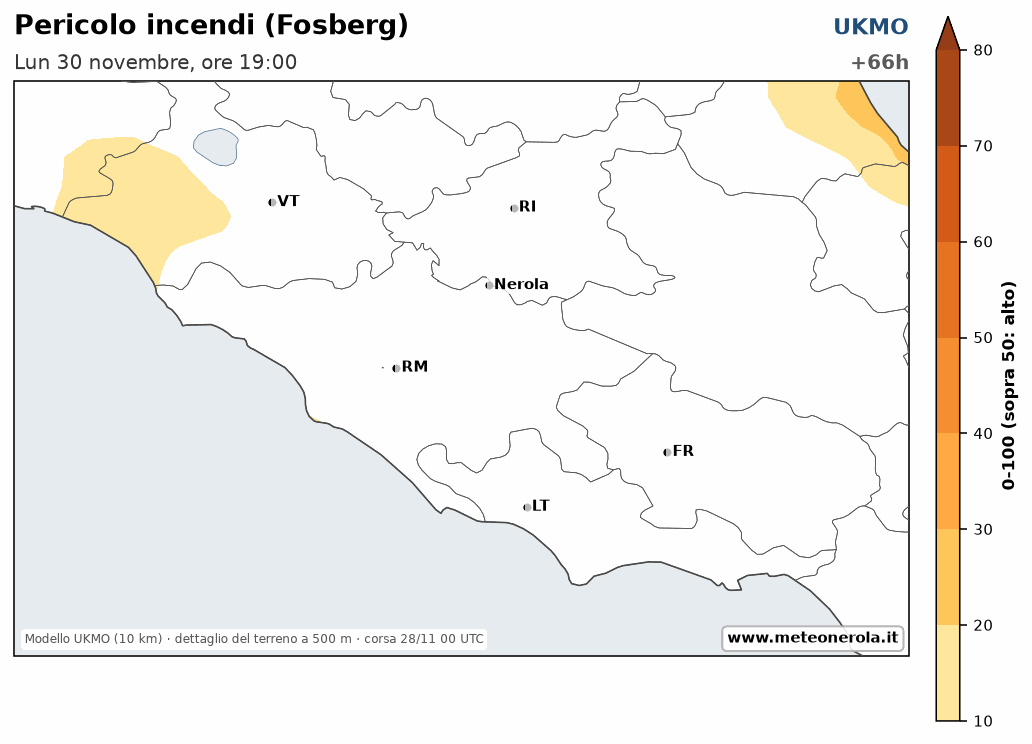 Pericolo incendi (Fosberg)
UKMO
Lun 30 novembre, ore 19:00
+66h
80
70
60
50
40
30
20
10
0-100 (sopra 50: alto)
VT
RI
Nerola
RM
FR
LT
Modello UKMO (10 km) · dettaglio del terreno a 500 m · corsa 28/11 00 UTC
www.meteonerola.it